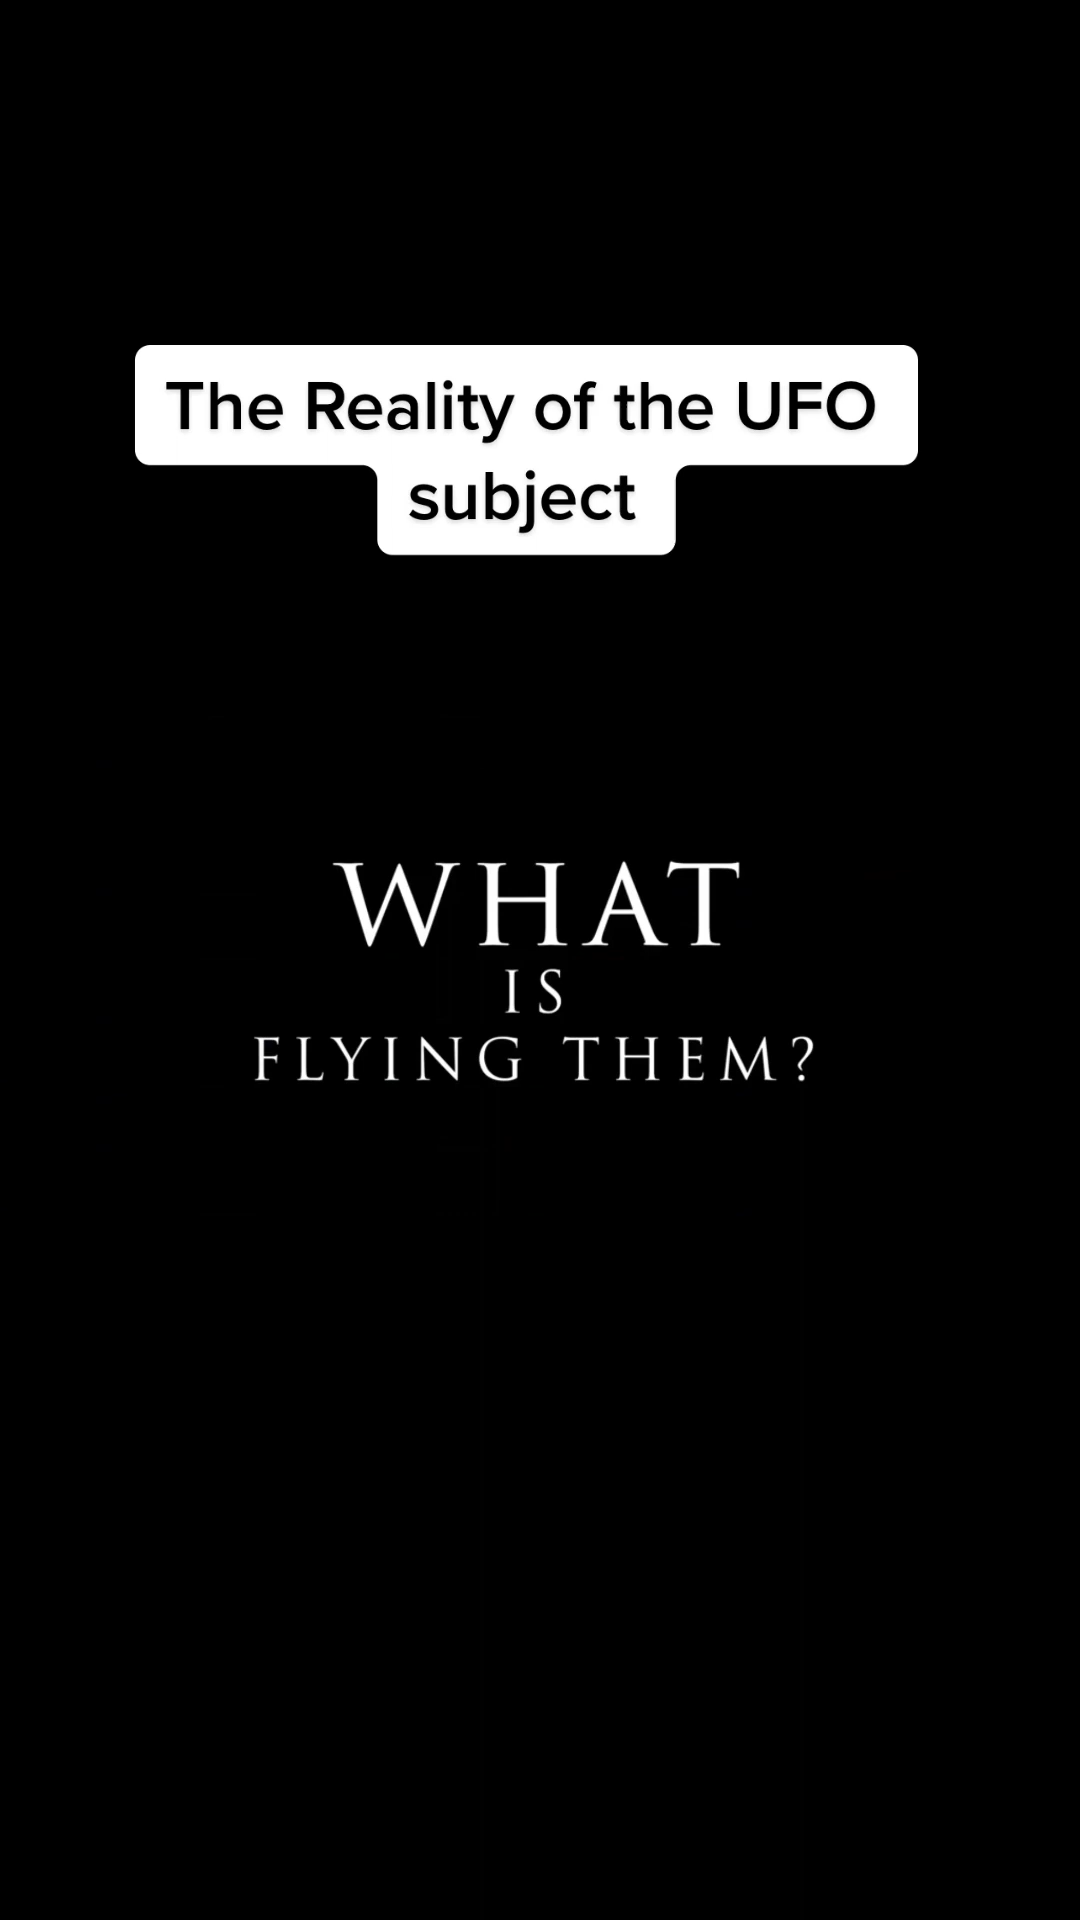 The Reality of the UFO
subject
WHAT
IS
FLYING THEM?